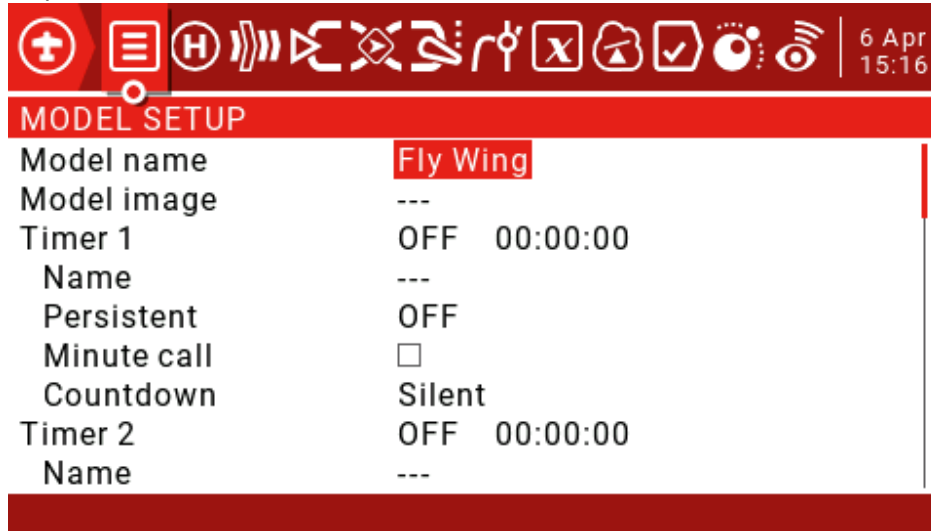 6 Apr
15:16
MODEL SETUP
Model name Fly Wing
Model image ---
Timer 1 OFF 00:00:00
Name ---
Persistent OFF
Minute call
Countdown Silent
Timer 2 OFF 00:00:00
Name ---